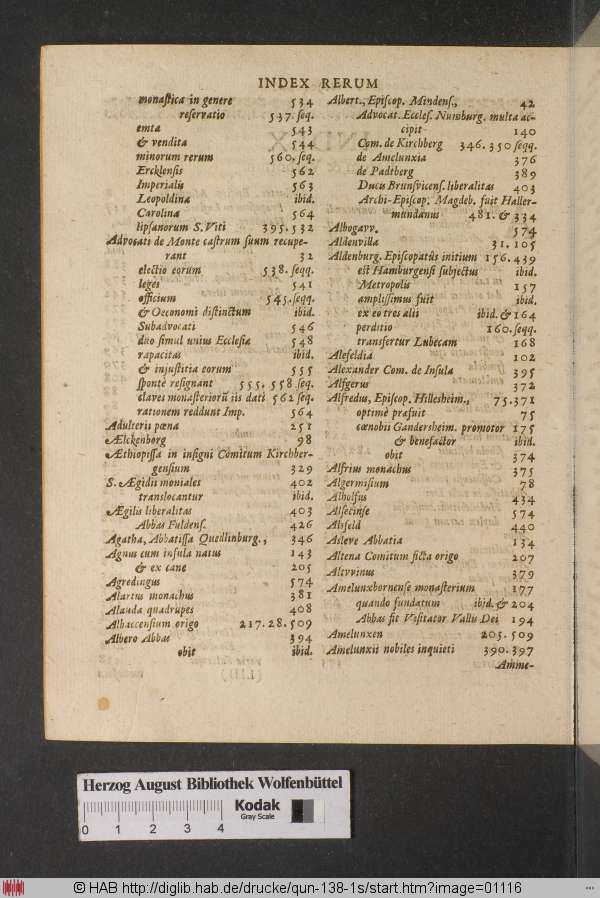 INDEX RERUM
monastica in genere 534
reservatio 537. seq.
emta 543
& vendita 544
minorum rerum 560. seq.
Ercklensis 562
Imperialis 563
Leopoldina ibid.
Carolina 564
lipsanorum S. Viti 395. 532
Advocati de Monte castrum suum recupe-
rant 32
electio eorum 538. seqq.
leges 541
officium 545. seqq.
& Oeconomi distinctum ibid.
Subadvocati 546
duo simul unius Ecclesiæ 548
rapacitas ibid.
& injustitia eorum 555
sponte resignant 555. 558. seq.
claves monasteriorū iis dati 562 seq.
rationem reddunt Imp. 564
Adulterii pœna 251
Ælckenborg 98
Æthiopissa in insigni Comitum Kirchber-
gensium 329
S. Ægidii moniales 402
translocantur ibid.
Ægilis liberalitas 403
Abbas Fuldens. 426
Agatha, Abbatissa Quedlinburg., 346
Agnus cum insula natus 143
& ex cane 205
Agredingus 574
Alartus monachus 381
Alauda quadrupes 408
Albaccensium origo 217. 28. 509
Albero Abbas 394
obit ibid.
Albert., Episcop. Mindens., 42
Advocat. Eccles. Numburg. multa ac-
cipit 140
Com. de Kirchberg 346. 350 seqq.
de Amelunxia 376
de Padtberg 389
Ducu Brunsvicens. liberalitas 403
Archi-Episcop. Magdeb. fuit Haller-
mundanus 481. & 334
Albogavv. 574
Aldenvilla 31. 105
Aldenburg. Episcopatûs initium 156. 439
est Hamburgensi subjectus ibid.
Metropolis 157
amplissimus fuit ibid.
ex eo tres alii ibid. & 164
perditio 160. seqq.
transfertur Lubecam 168
Alefeldia 102
Alexander Com. de Insula 395
Alfgerus 372
Alfredus, Episcop. Hillesheim., 75. 371
optimè præfuit 75
cœnobii Gandersheim. promotor 175
& benefactor ibid.
obit 374
Alfrius monachus 375
Algermisium 78
Alholfus 434
Alsecinse 574
Alsfeld 440
Asleve Abbatia 134
Altena Comitum ficta origo 207
Altvvinus 379
Amelunxbornense monasterium 177
quando fundatum ibid. & 204
Abbas fit Visitator Vallis Dei 194
Amelunxen 205. 509
Amelunxii nobiles inquieti 390. 397
Amme-
Herzog August Bibliothek Wolfenbüttel
Kodak
Gray Scale
0 1 2 3 4
© HAB http://diglib.hab.de/drucke/qun-138-1s/start.htm?image=01116